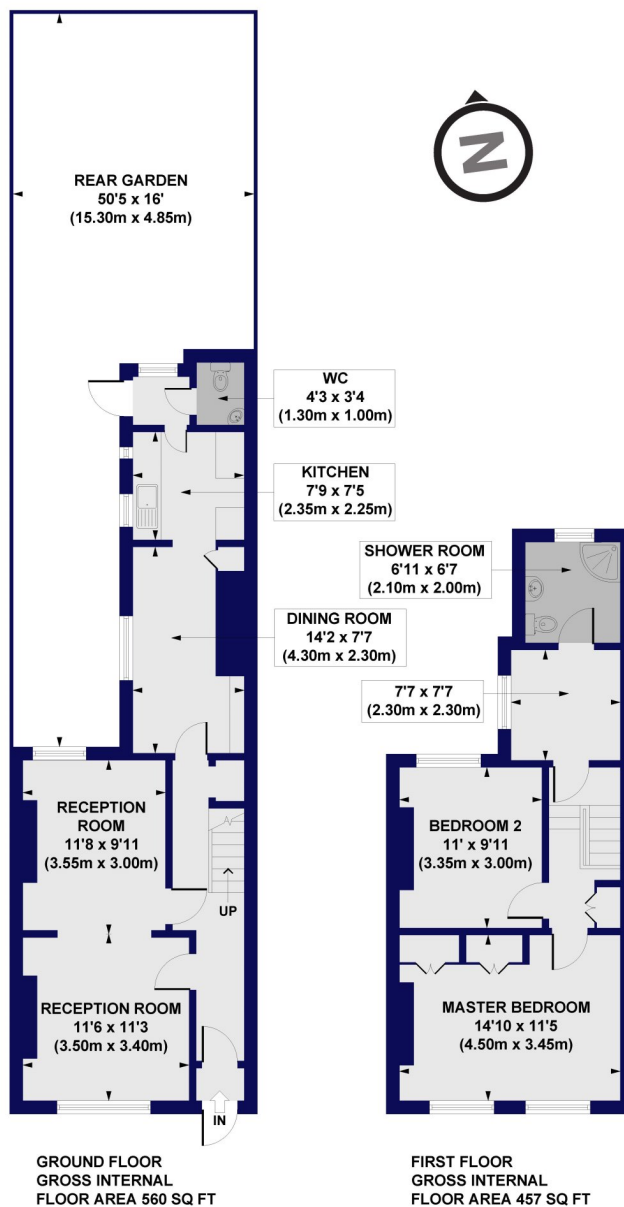 REAR GARDEN
50'5 x 16'
(15.30m x 4.85m)
N
WC
4'3 x 3'4
(1.30m x 1.00m)
KITCHEN
7'9 x 7'5
(2.35m x 2.25m)
SHOWER ROOM
6'11 x 6'7
(2.10m x 2.00m)
DINING ROOM
14'2 x 7'7
(4.30m x 2.30m)
7'7 x 7'7
(2.30m x 2.30m)
RECEPTION
ROOM
11'8 x 9'11
(3.55m x 3.00m)
BEDROOM 2
11' x 9'11
(3.35m x 3.00m)
UP
RECEPTION ROOM
11'6 x 11'3
(3.50m x 3.40m)
MASTER BEDROOM
14'10 x 11'5
(4.50m x 3.45m)
IN
GROUND FLOOR
GROSS INTERNAL
FLOOR AREA 560 SQ FT
FIRST FLOOR
GROSS INTERNAL
FLOOR AREA 457 SQ FT